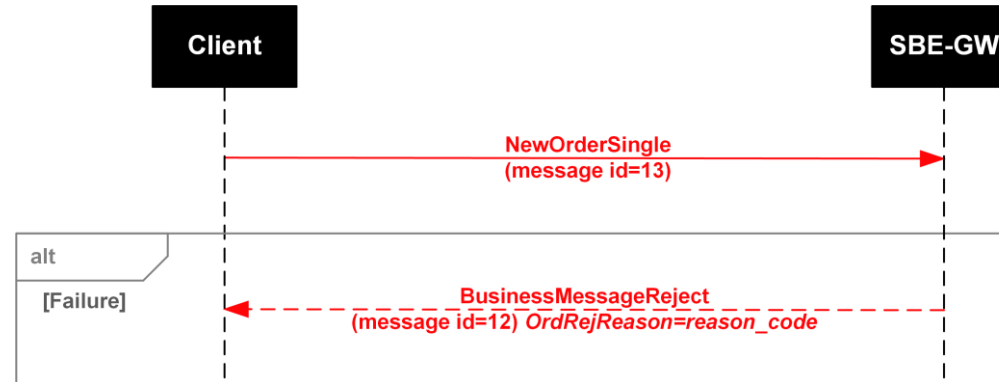 Client
SBE-GW
NewOrderSingle
(message id=13)
alt
[Failure]
BusinessMessageReject
(message id=12) OrdRejReason=reason_code